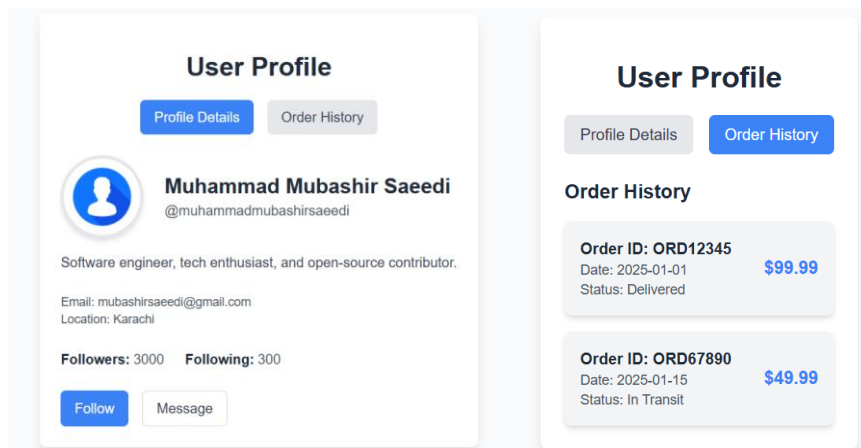 User Profile
Profile Details Order History
Muhammad Mubashir Saeedi
@muhammadmubashirsaeedi
Software engineer, tech enthusiast, and open-source contributor.
Email: mubashirsaeedi@gmail.com
Location: Karachi
Followers: 3000 Following: 300
Follow Message
User Profile
Profile Details Order History
Order History
Order ID: ORD12345
Date: 2025-01-01
$99.99
Status: Delivered
Order ID: ORD67890
Date: 2025-01-15
$49.99
Status: In Transit